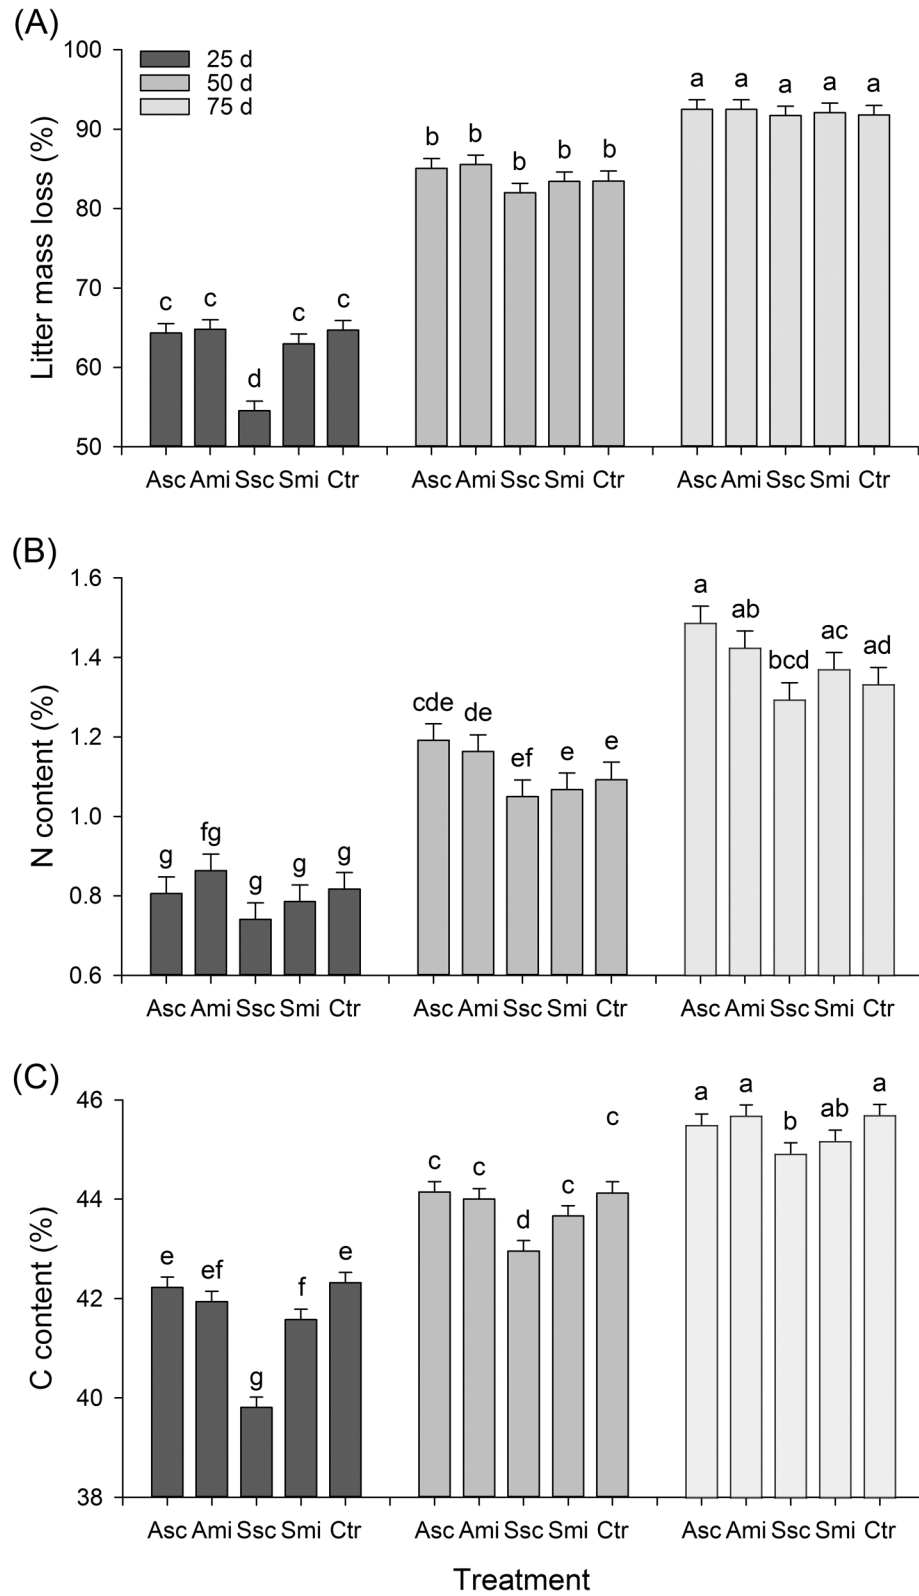 (A)
100
25 d
50 d
75 d
90
80
70
60
50
Litter mass loss (%)
c c d c c
b b b b b
a a a a a
Asc Ami Ssc Smi Ctr Asc Ami Ssc Smi Ctr Asc Ami Ssc Smi Ctr
(B)
1.6
1.4
1.2
1.0
0.8
0.6
N content (%)
g fg g g g
cde de ef e e
a ab bcd ac ad
Asc Ami Ssc Smi Ctr Asc Ami Ssc Smi Ctr Asc Ami Ssc Smi Ctr
(C)
46
44
42
40
38
C content (%)
e ef g f e
c c d c c
a a b ab a
Asc Ami Ssc Smi Ctr Asc Ami Ssc Smi Ctr Asc Ami Ssc Smi Ctr
Treatment